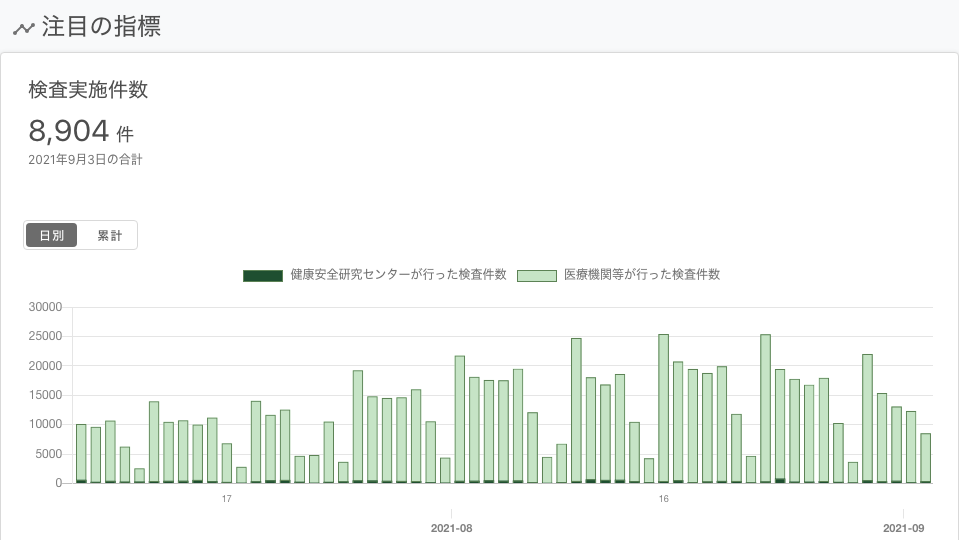 注目の指標
検査実施件数
8,904 件
2021年9月3日の合計
日別 累計
健康安全研究センターが行った検査件数 医療機関等が行った検査件数
30000
25000
20000
15000
10000
5000
0
17 16
2021-08 2021-09